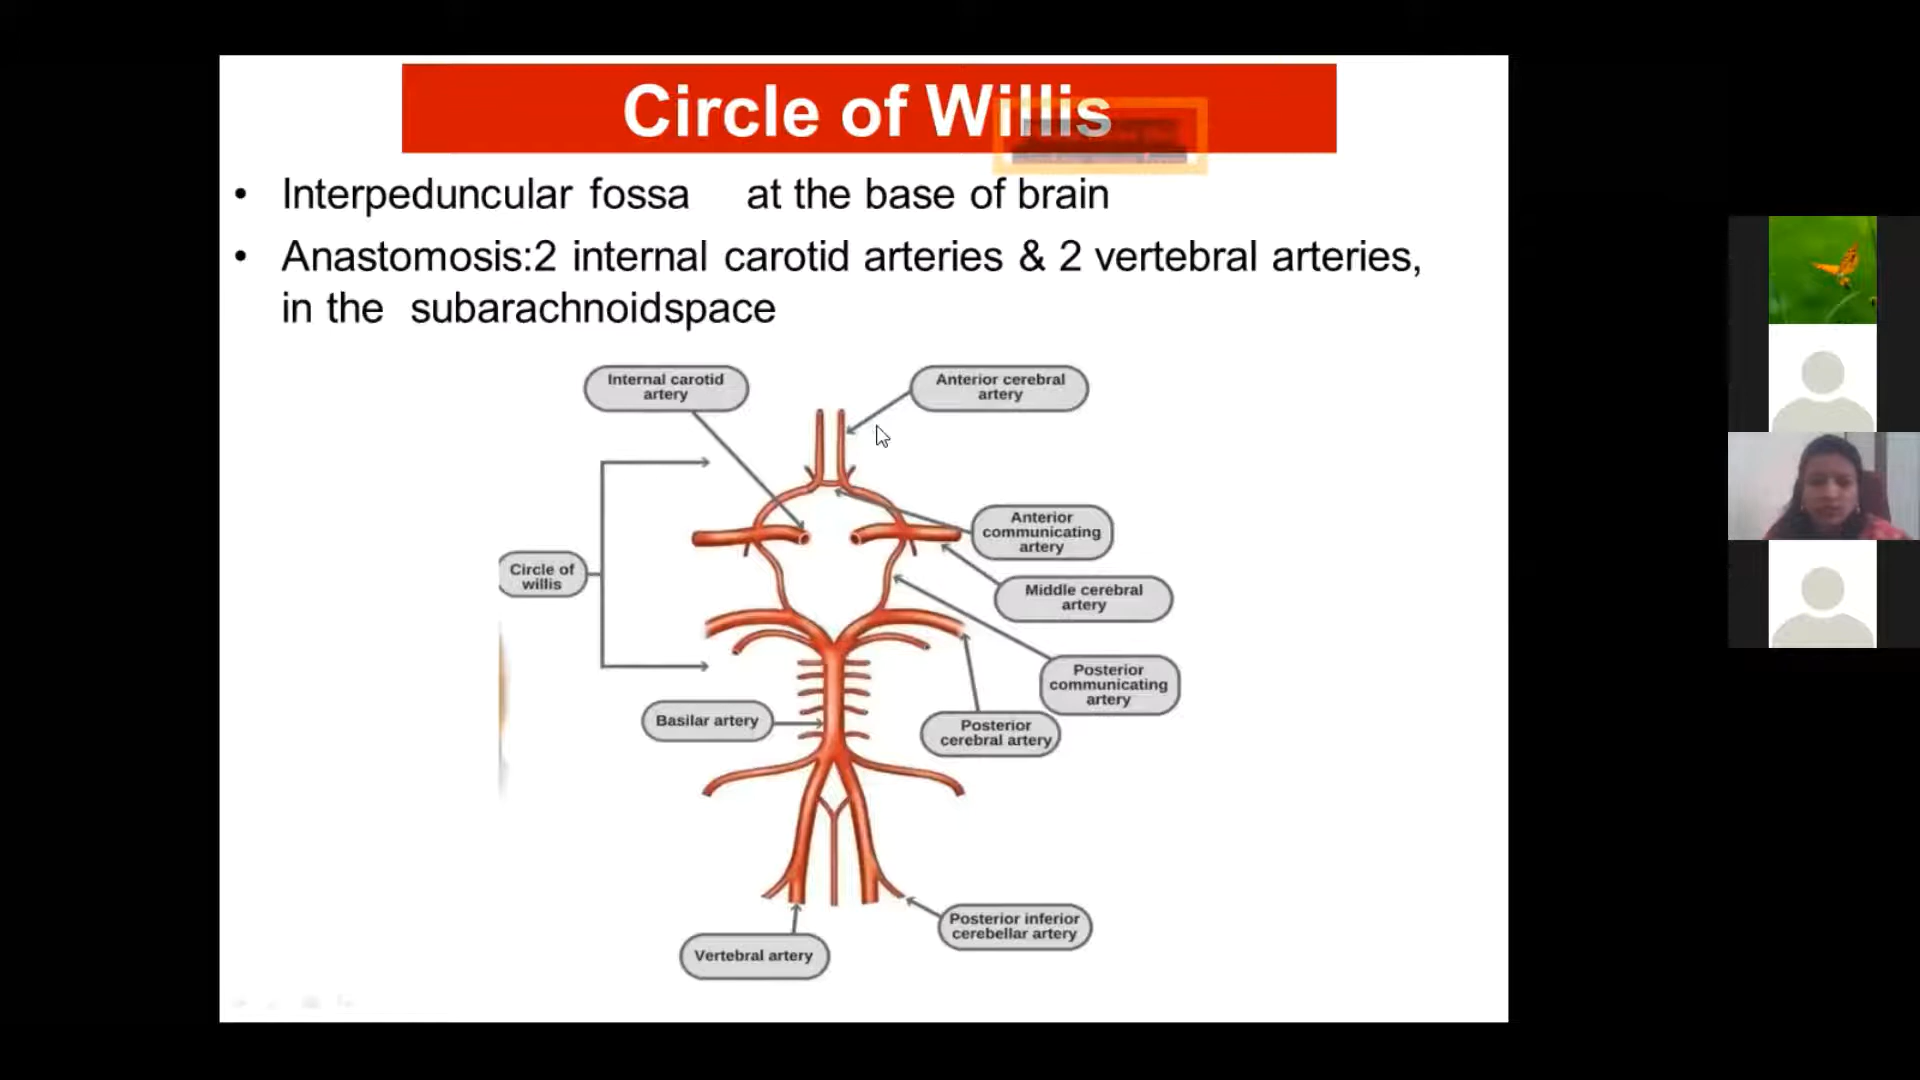 Circle of Willis
• Interpeduncular fossa at the base of brain
• Anastomosis:2 internal carotid arteries & 2 vertebral arteries,
in the subarachnoidspace
Internal carotid
artery
Anterior cerebral
artery
Anterior
communicating
artery
Circle of
willis
Middle cerebral
artery
Posterior
communicating
artery
Basilar artery
Posterior
cerebral artery
Posterior inferior
cerebellar artery
Vertebral artery